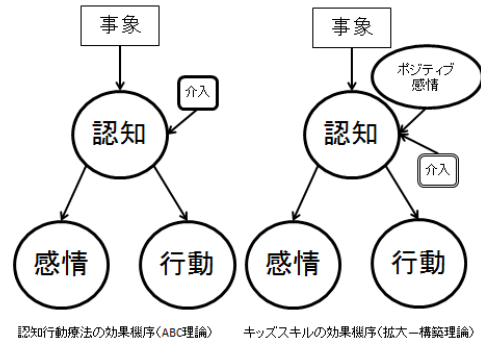 事象
介入
認知
感情
行動
認知行動療法の効果機序(ABC理論)
事象
ポジティブ
感情
認知
介入
感情
行動
キッズスキルの効果機序(拡大ー構築理論)